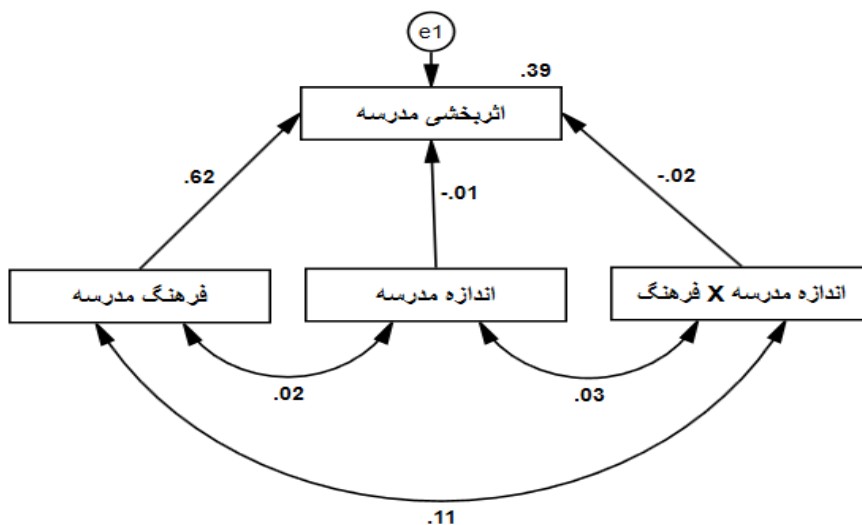 e1
.39
اثربخشی مدرسه
.62
-.01
-.02
فرهنگ مدرسه
اندازه مدرسه
اندازه مدرسه X فرهنگ
.02
.03
.11